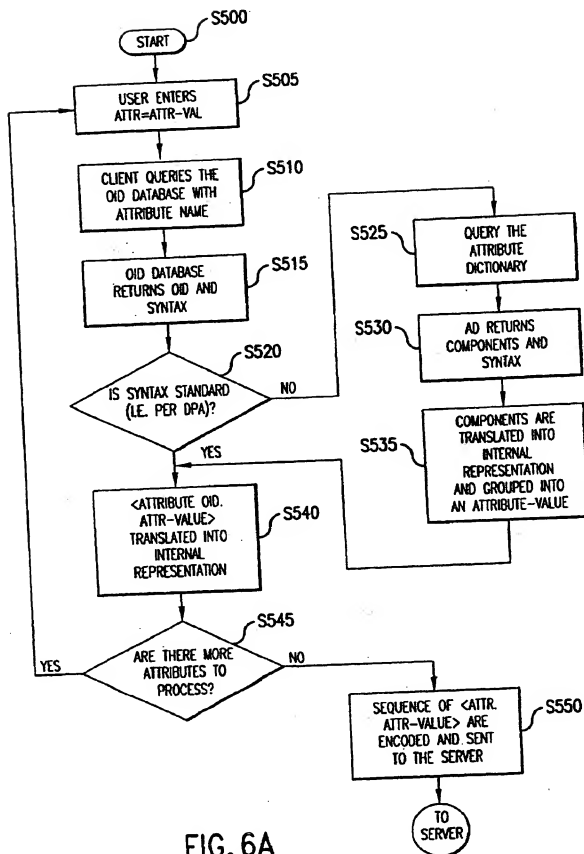 S500
START
S505
USER ENTERS
ATTR=ATTR-VAL
S510
CLIENT QUERIES THE
OID DATABASE WITH
ATTRIBUTE NAME
S515
OID DATABASE
RETURNS OID AND
SYNTAX
S520
IS SYNTAX STANDARD
(I.E. PER DPA)?
NO
YES
S525
QUERY THE
ATTRIBUTE
DICTIONARY
S530
AD RETURNS
COMPONENTS AND
SYNTAX
S535
COMPONENTS ARE
TRANSLATED INTO
INTERNAL
REPRESENTATION
AND GROUPED INTO
AN ATTRIBUTE-VALUE
S540
<ATTRIBUTE OID.
ATTR-VALUE>
TRANSLATED INTO
INTERNAL
REPRESENTATION
S545
ARE THERE MORE
ATTRIBUTES TO
PROCESS?
YES
NO
S550
SEQUENCE OF <ATTR.
ATTR-VALUE> ARE
ENCODED AND SENT
TO THE SERVER
TO
SERVER
FIG. 6A